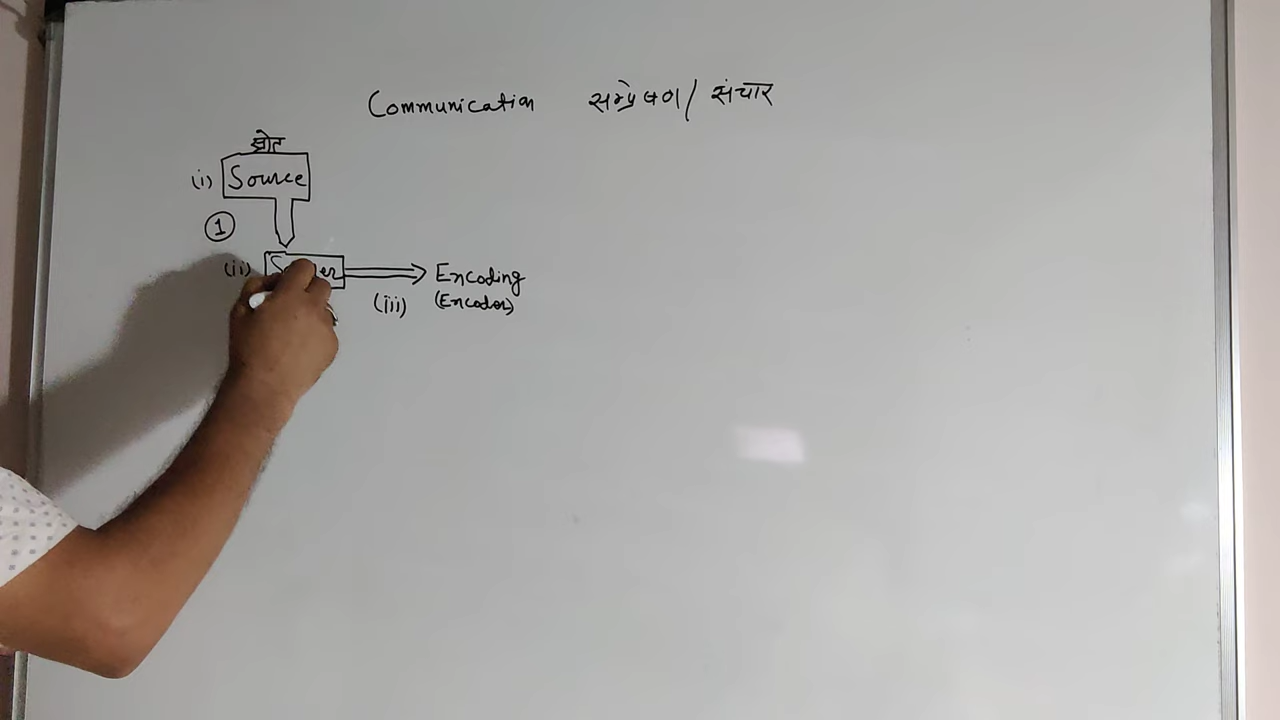 Communication सम्प्रेषण / संचार
स्रोत
(i) Source
①
(ii)
Encoding
(iii) (Encoder)